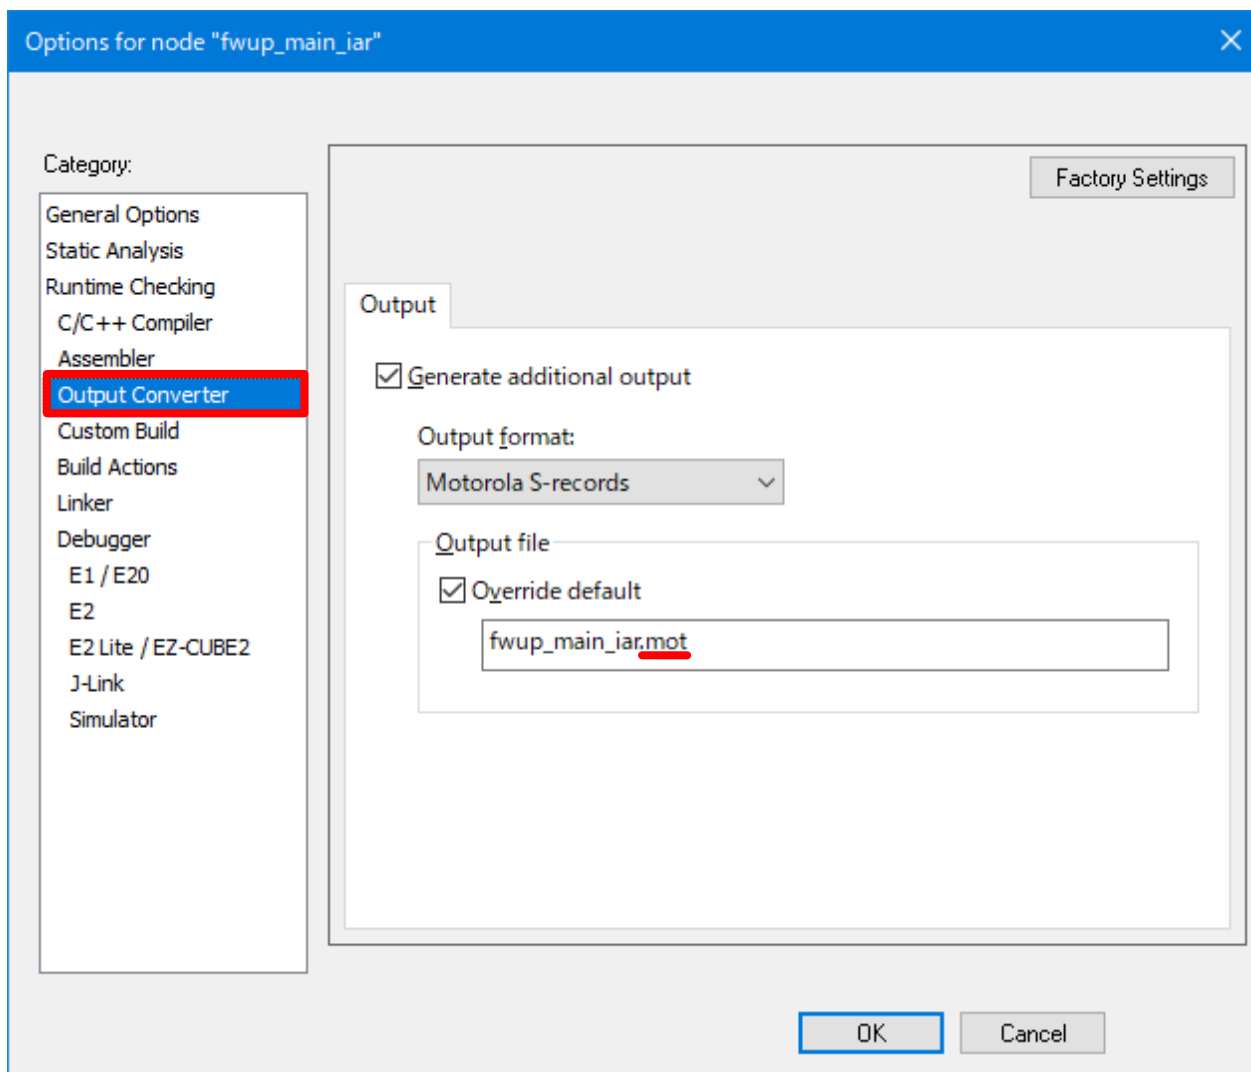 Options for node "fwup_main_iar"
Category:
Factory Settings
General Options
Static Analysis
Runtime Checking
C/C++ Compiler
Assembler
Output Converter
Custom Build
Build Actions
Linker
Debugger
E1 / E20
E2
E2 Lite / EZ-CUBE2
J-Link
Simulator
Output
Generate additional output
Output format:
Motorola S-records
Output file
Override default
fwup_main_iar.mot
OK
Cancel